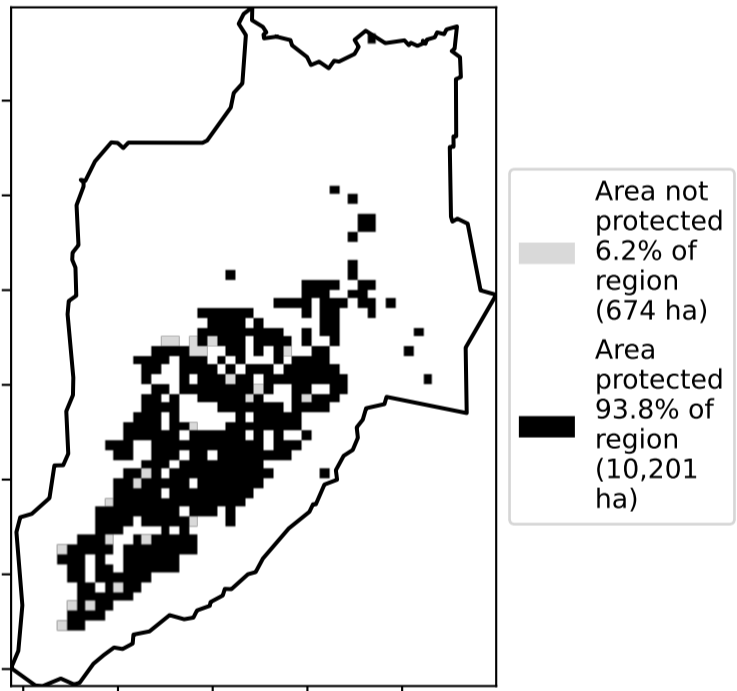 Area not
protected
6.2% of
region
(674 ha)
Area
protected
93.8% of
region
(10,201
ha)